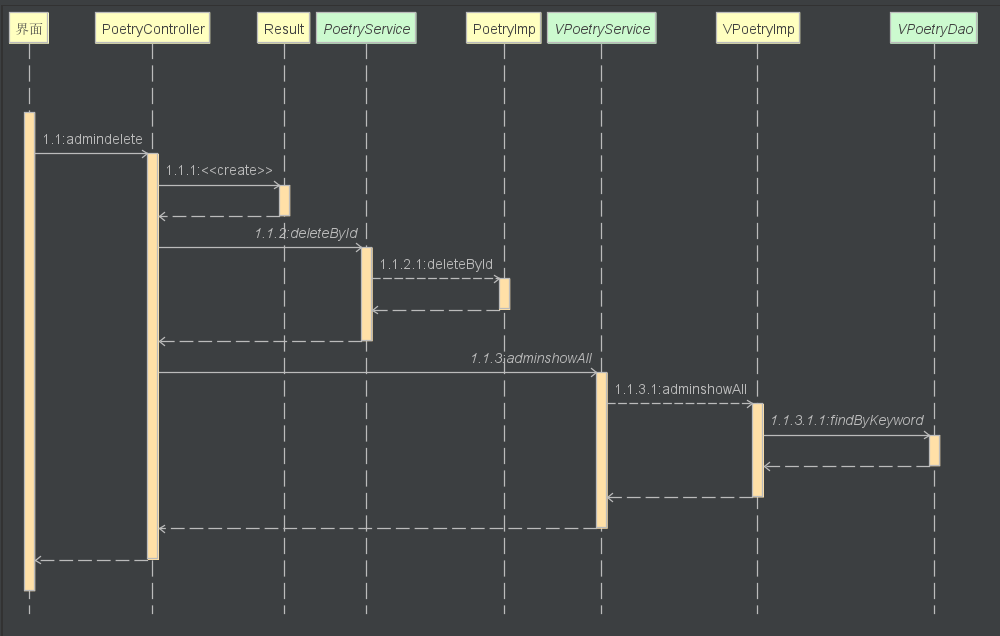 界面
PoetryController
Result
PoetryService
PoetryImp
VPoetryService
VPoetryImp
VPoetryDao
1.1:admindelete
1.1.1:<<create>>
1.1.2:deleteById
1.1.2.1:deleteById
1.1.3:adminshowAll
1.1.3.1:adminshowAll
1.1.3.1.1:findByKeyword